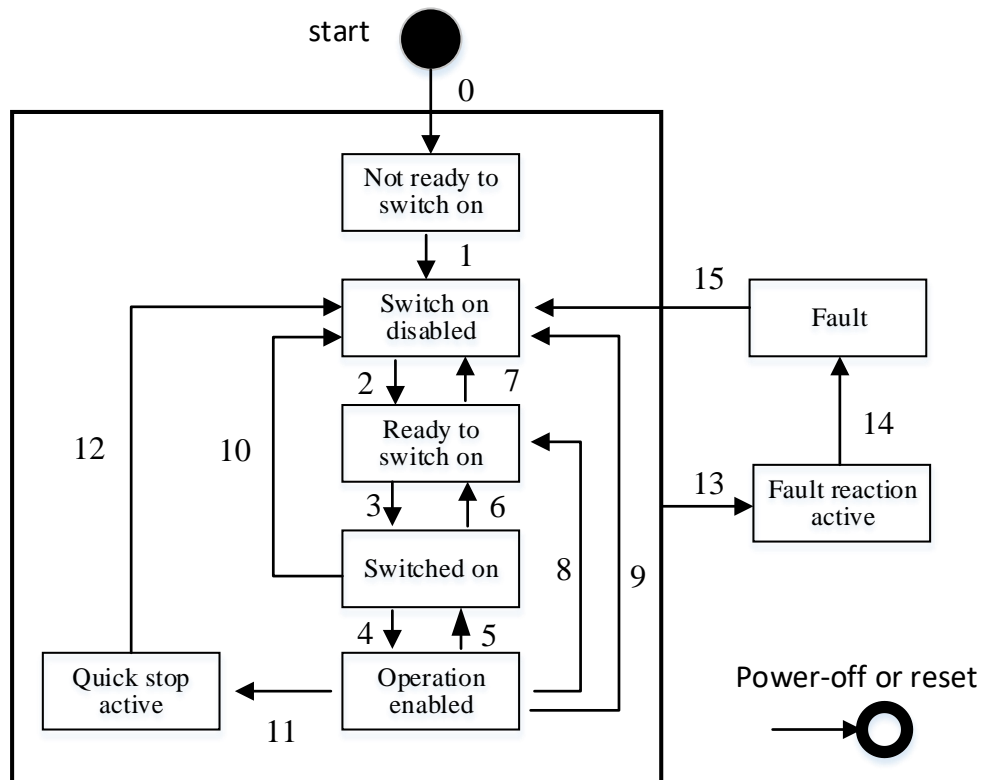 start
0
Not ready to
switch on
1
Switch on
disabled
15
Fault
2
7
Ready to
switch on
12
10
14
3
6
13
Fault reaction
active
Switched on
8
9
4
5
Quick stop
active
Operation
enabled
11
Power-off or reset